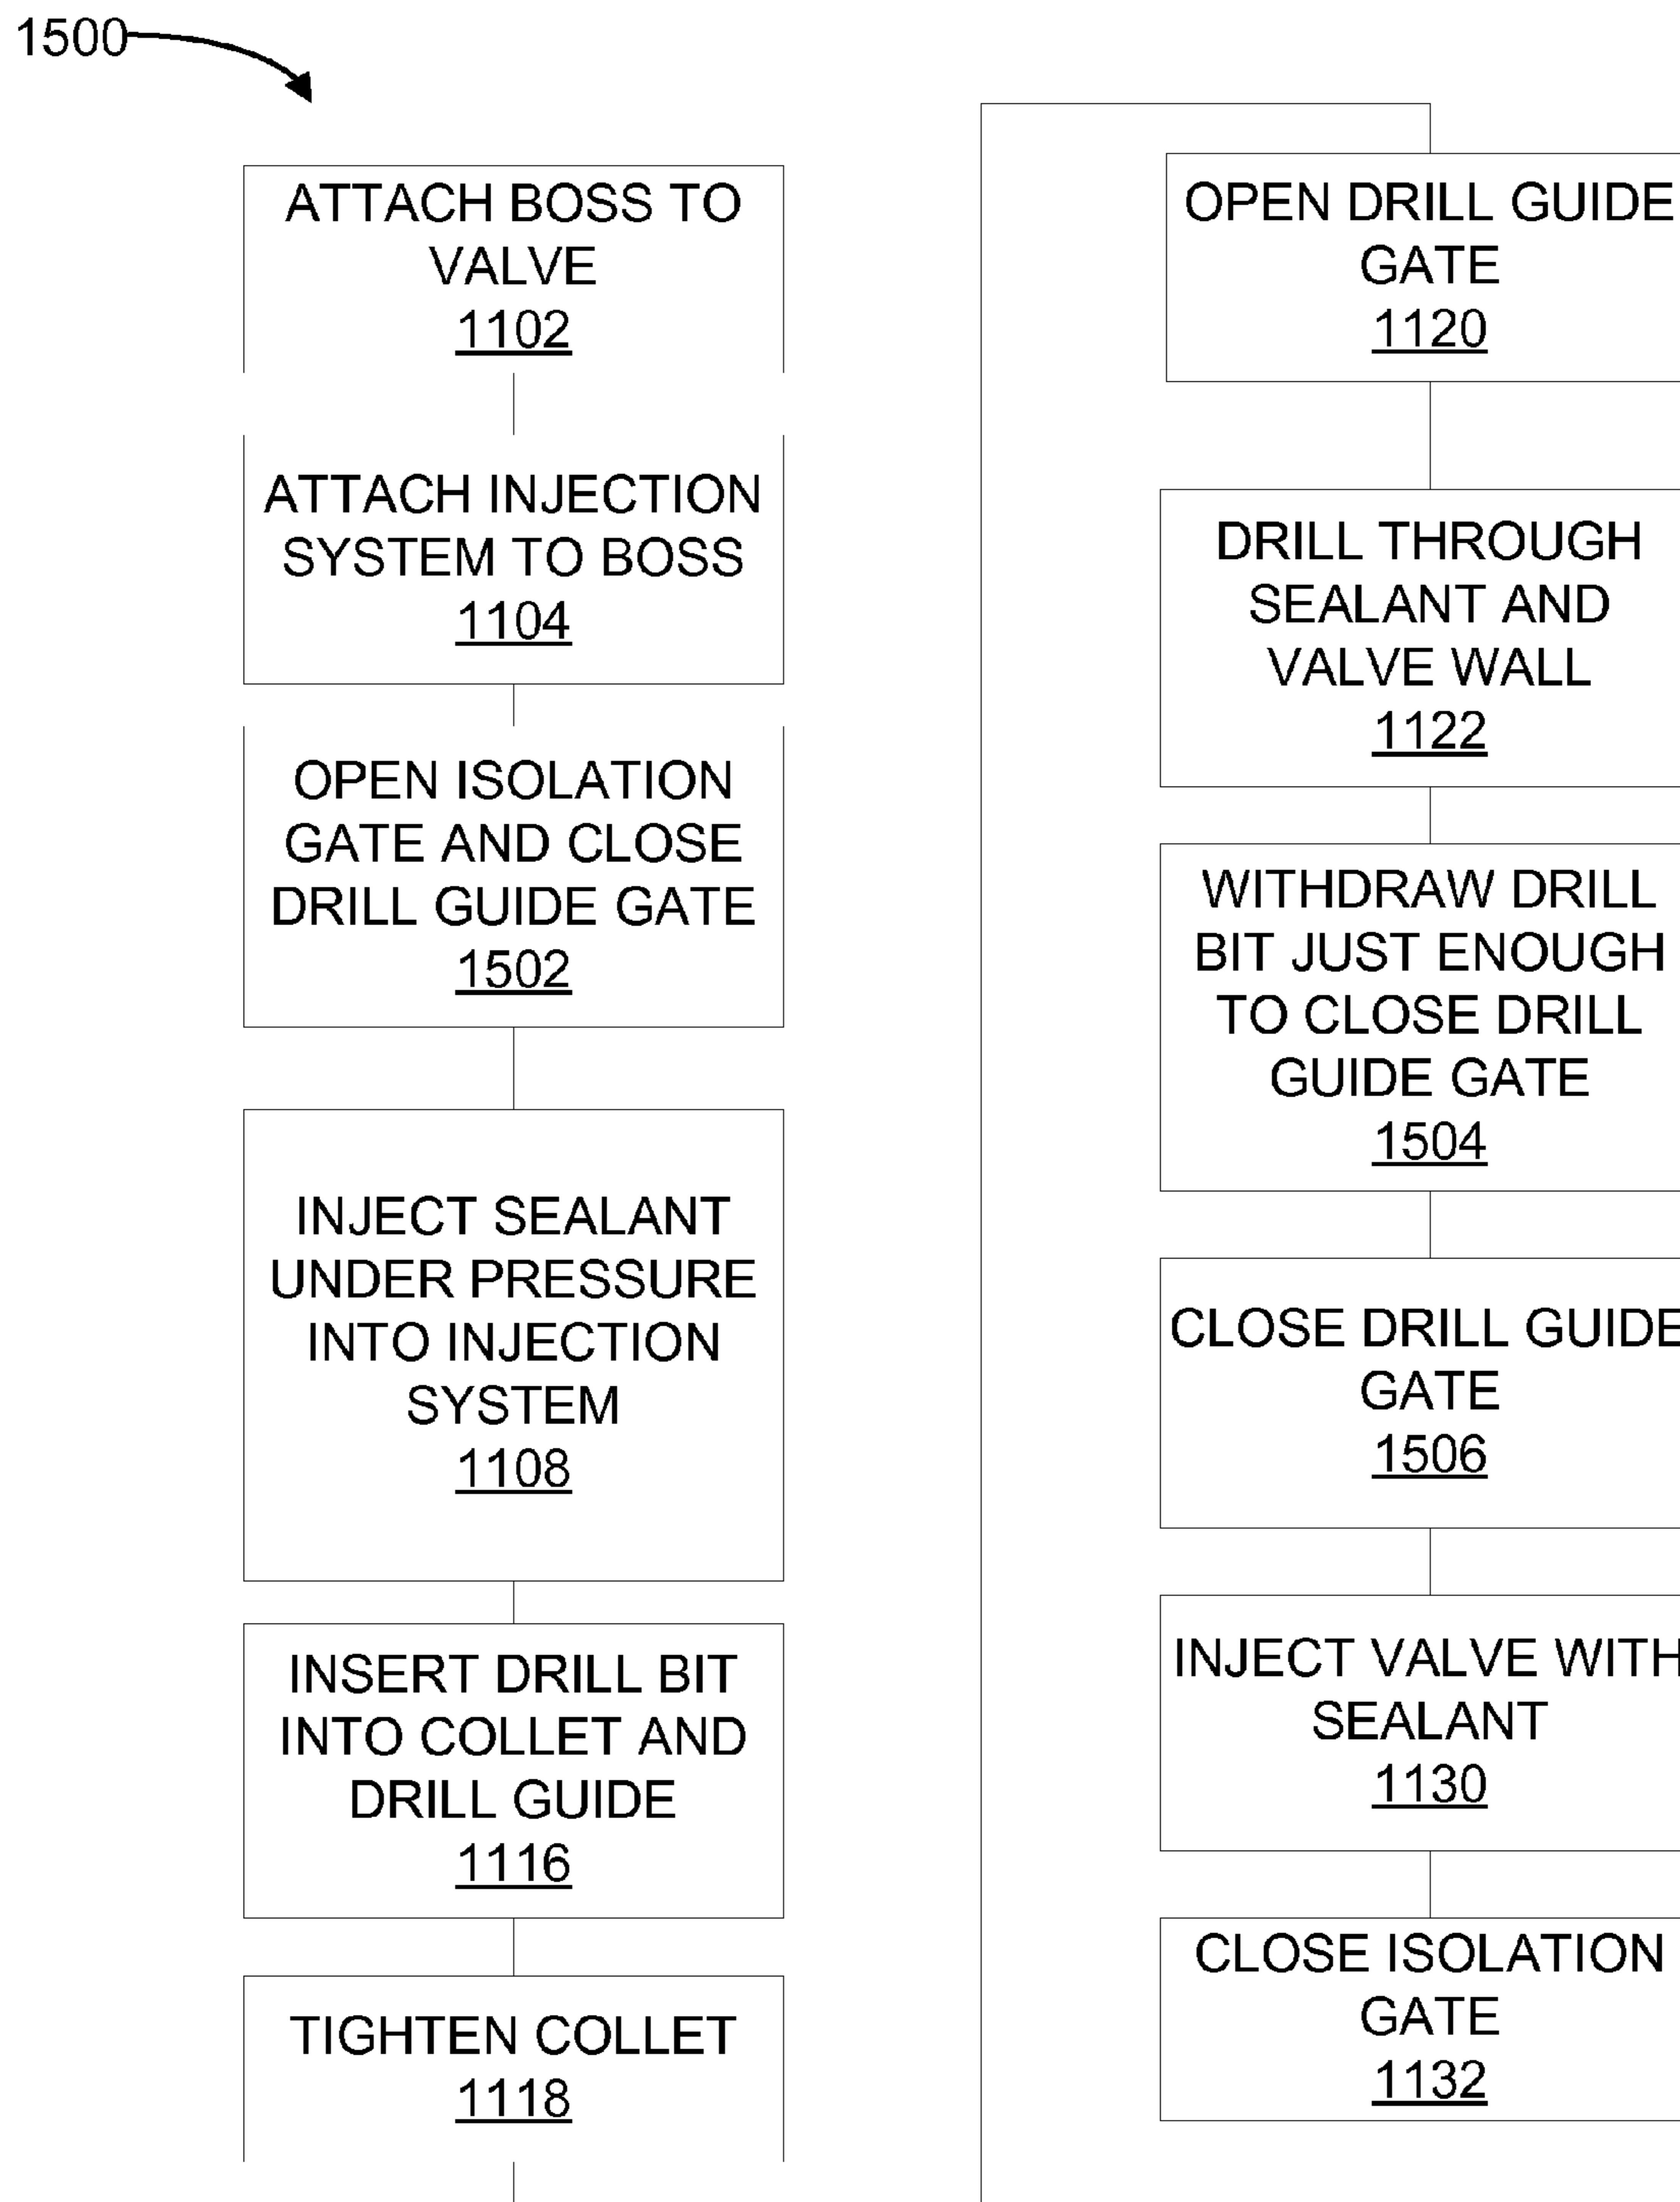 1500
ATTACH BOSS TO
VALVE
1102
ATTACH INJECTION
SYSTEM TO BOSS
1104
OPEN ISOLATION
GATE AND CLOSE
DRILL GUIDE GATE
1502
INJECT SEALANT
UNDER PRESSURE
INTO INJECTION
SYSTEM
1108
INSERT DRILL BIT
INTO COLLET AND
DRILL GUIDE
1116
TIGHTEN COLLET
1118
OPEN DRILL GUIDE
GATE
1120
DRILL THROUGH
SEALANT AND
VALVE WALL
1122
WITHDRAW DRILL
BIT JUST ENOUGH
TO CLOSE DRILL
GUIDE GATE
1504
CLOSE DRILL GUIDE
GATE
1506
INJECT VALVE WITH
SEALANT
1130
CLOSE ISOLATION
GATE
1132